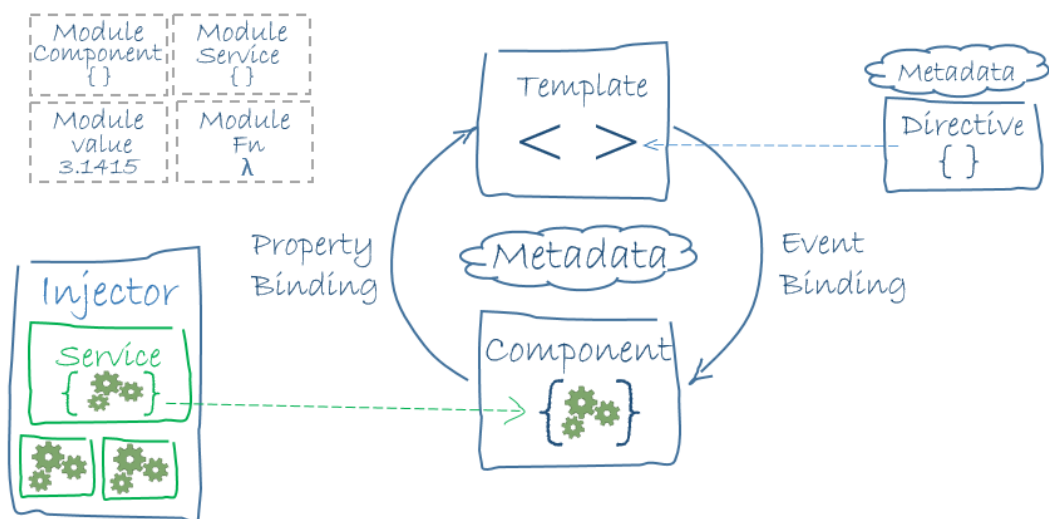 Module
Component
{ }
Module
Service
{ }
Module
value
3.1415
Module
Fn
λ
Template
< >
Metadata
Directive
{ }
Property
Binding
Metadata
Event
Binding
Injector
Service
{ }
Component
{ }